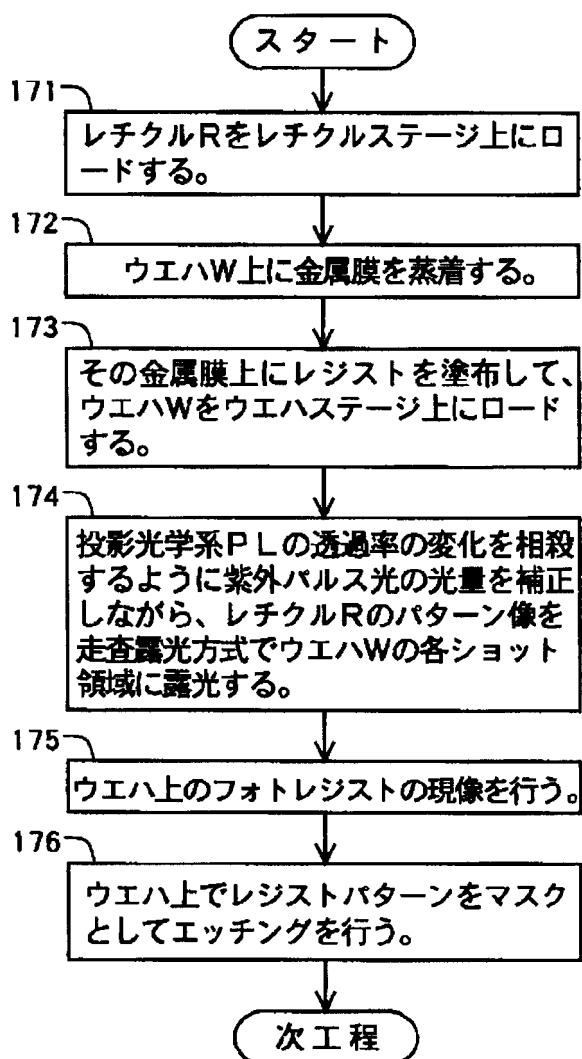 スタート
171
レチクルRをレチクルステージ上にロ
ードする。
172
ウエハW上に金属膜を蒸着する。
173
その金属膜上にレジストを塗布して、
ウエハWをウエハステージ上にロード
する。
174
投影光学系PLの透過率の変化を相殺
するように紫外パルス光の光量を補正
しながら、レチクルRのパターン像を
走査露光方式でウエハWの各ショット
領域に露光する。
175
ウエハ上のフォトレジストの現像を行う。
176
ウエハ上でレジストパターンをマスク
としてエッチングを行う。
次工程